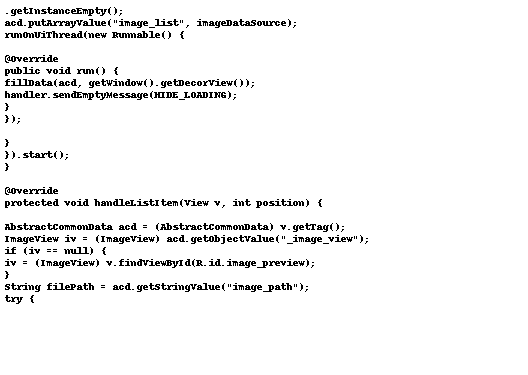 .getInstanceEmpty();
acd.putArrayValue("image_list", imageDataSource);
runOnUiThread(new Runnable() {
@Override
public void run() {
fillData(acd, getWindow().getDecorView());
handler.sendEmptyMessage(HIDE_LOADING);
}
});
}
}).start();
}
@Override
protected void handleListItem(View v, int position) {
AbstractCommonData acd = (AbstractCommonData) v.getTag();
ImageView iv = (ImageView) acd.getObjectValue("_image_view");
if (iv == null) {
iv = (ImageView) v.findViewById(R.id.image_preview);
}
String filePath = acd.getStringValue("image_path");
try {